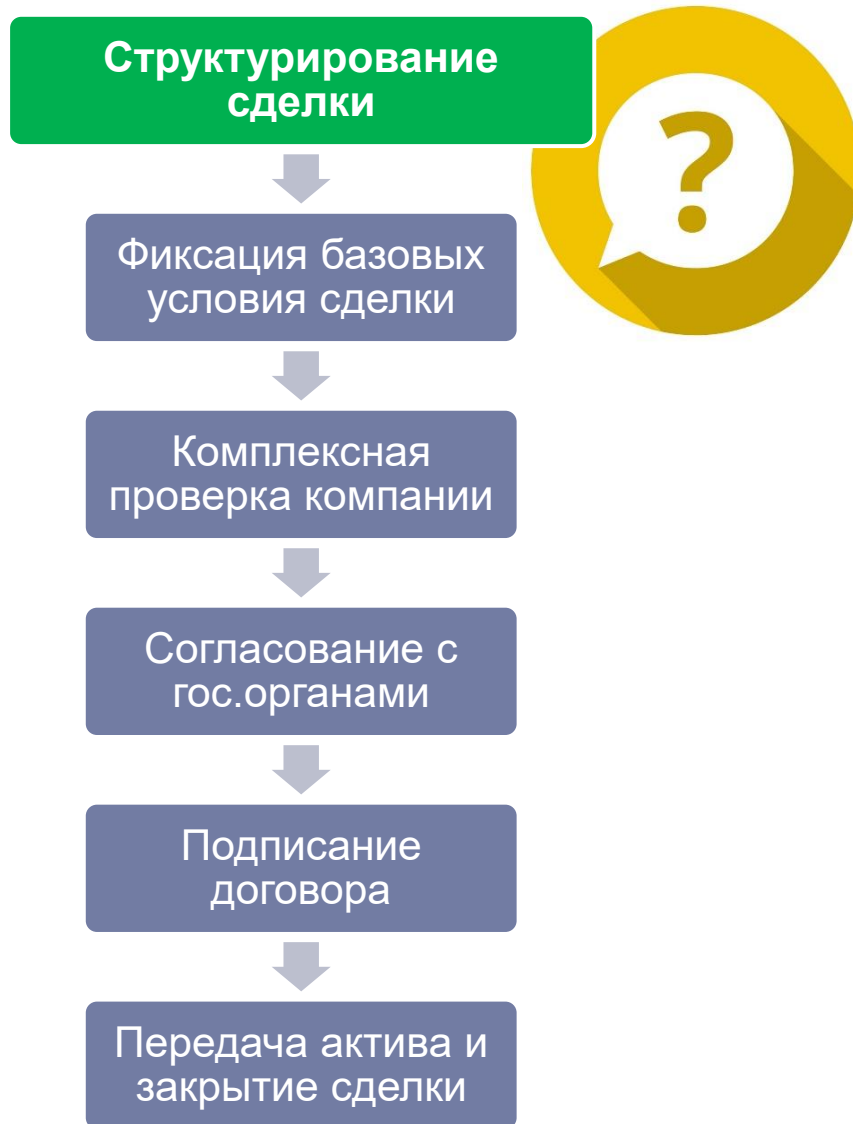 Структурирование
сделки
?
Фиксация базовых
условия сделки
Комплексная
проверка компании
Согласование с
гос.органами
Подписание
договора
Передача актива и
закрытие сделки